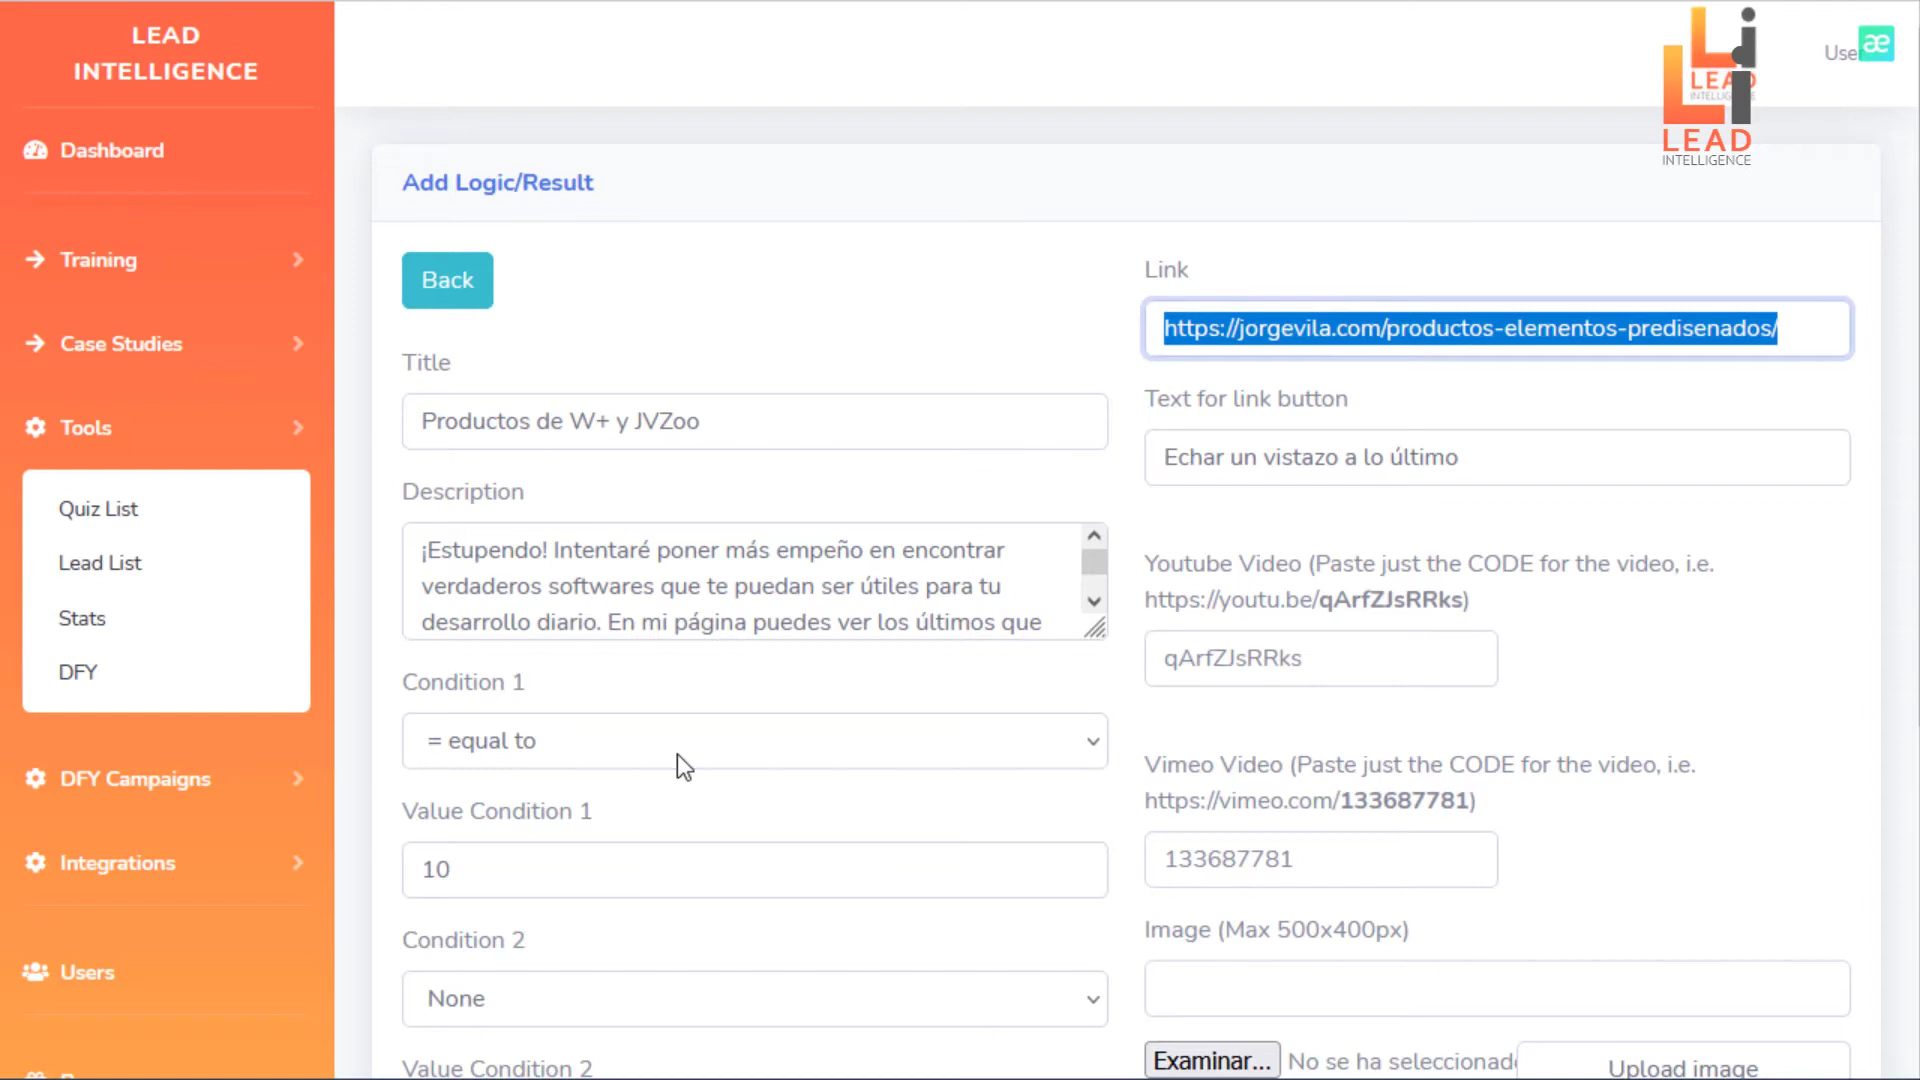 LEAD
INTELLIGENCE
Dashboard
Training
Case Studies
Tools
Quiz List
Lead List
Stats
DFY
DFY Campaigns
Integrations
Users
LEAD
INTELLIGENCE
Use
æ
Add Logic/Result
Back
Title
Productos de W+ y JVZoo
Description
¡Estupendo! Intentaré poner más empeño en encontrar
verdaderos softwares que te puedan ser útiles para tu
desarrollo diario. En mi página puedes ver los últimos que
Condition 1
= equal to
Value Condition 1
10
Condition 2
None
Value Condition 2
Link
https://jorgevila.com/productos-elementos-predisenados/
Text for link button
Echar un vistazo a lo último
Youtube Video (Paste just the CODE for the video, i.e.
https://youtu.be/qArfZJsRRks)
qArfZJsRRks
Vimeo Video (Paste just the CODE for the video, i.e.
https://vimeo.com/133687781)
133687781
Image (Max 500x400px)
Examinar... No se ha seleccionado
Upload image